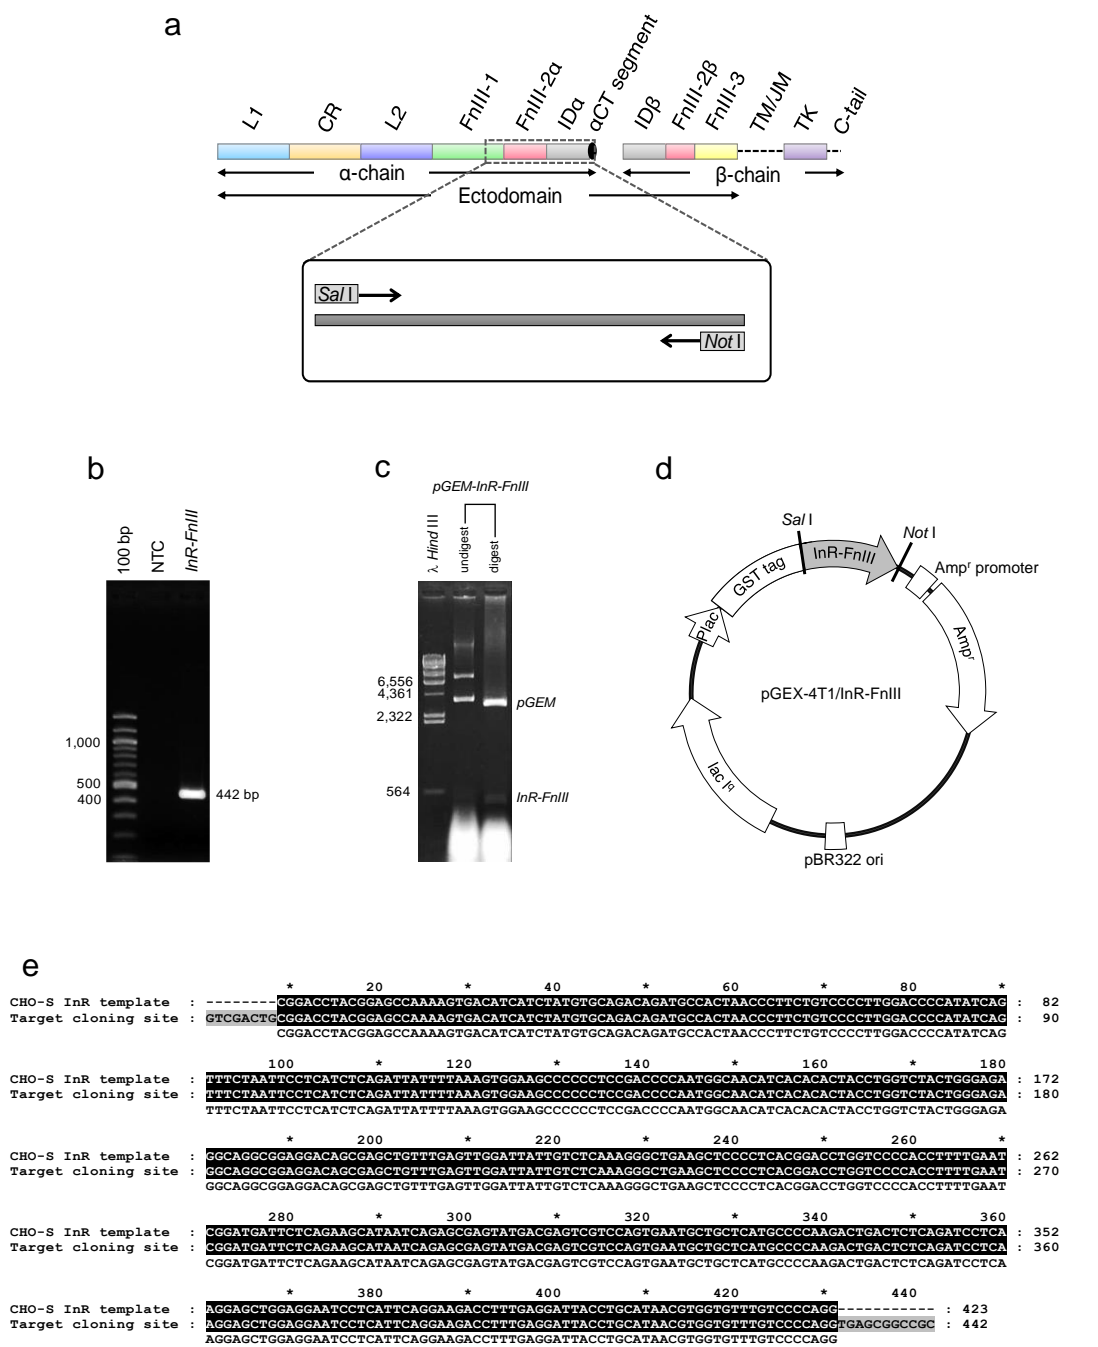 a
L1 CR L2 FnIII-1 FnIII-2α IDα αCT segment IDβ FnIII-2β FnIII-3 TM/JM TK C-tail
α-chain β-chain
Ectodomain
Sal I
Not I
b
100 bp NTC InR-FnIII
1,000
500
400
442 bp
c
pGEM-InR-FnIII
λ Hind III undigest digest
6,556
4,361
2,322
564
pGEM
InR-FnIII
d
Sal I
Not I
InR-FnIII
GST tag
Ampʳ promoter
Plac
Ampʳ
pGEX-4T1/InR-FnIII
lac Iq
pBR322 ori
e
* 20 * 40 * 60 * 80 *
CHO-S InR template : --------CGGACCTACGGAGCCAAAAGTGACATCATCTATGTGCAGACAGATGCCACTAACCCTTCTGTCCCCTTGGACCCCATATCAG : 82
Target cloning site : GTCGACTGCGGACCTACGGAGCCAAAAGTGACATCATCTATGTGCAGACAGATGCCACTAACCCTTCTGTCCCCTTGGACCCCATATCAG : 90
CGGACCTACGGAGCCAAAAGTGACATCATCTATGTGCAGACAGATGCCACTAACCCTTCTGTCCCCTTGGACCCCATATCAG
100 * 120 * 140 * 160 * 180
CHO-S InR template : TTTCTAATTCCTCATCTCAGATTATTTTAAAGTGGAAGCCCCCCTCCGACCCCAATGGCAACATCACACACTACCTGGTCTACTGGGAGA : 172
Target cloning site : TTTCTAATTCCTCATCTCAGATTATTTTAAAGTGGAAGCCCCCCTCCGACCCCAATGGCAACATCACACACTACCTGGTCTACTGGGAGA : 180
TTTCTAATTCCTCATCTCAGATTATTTTAAAGTGGAAGCCCCCCTCCGACCCCAATGGCAACATCACACACTACCTGGTCTACTGGGAGA
* 200 * 220 * 240 * 260 *
CHO-S InR template : GGCAGGCGGAGGACAGCGAGCTGTTTGAGTTGGATTATTGTCTCAAAGGGCTGAAGCTCCCCTCACGGACCTGGTCCCCACCTTTTGAAT : 262
Target cloning site : GGCAGGCGGAGGACAGCGAGCTGTTTGAGTTGGATTATTGTCTCAAAGGGCTGAAGCTCCCCTCACGGACCTGGTCCCCACCTTTTGAAT : 270
GGCAGGCGGAGGACAGCGAGCTGTTTGAGTTGGATTATTGTCTCAAAGGGCTGAAGCTCCCCTCACGGACCTGGTCCCCACCTTTTGAAT
280 * 300 * 320 * 340 * 360
CHO-S InR template : CGGATGATTCTCAGAAGCATAATCAGAGCGAGTATGACGAGTCGTCCAGTGAATGCTGCTCATGCCCCAAGACTGACTCTCAGATCCTCA : 352
Target cloning site : CGGATGATTCTCAGAAGCATAATCAGAGCGAGTATGACGAGTCGTCCAGTGAATGCTGCTCATGCCCCAAGACTGACTCTCAGATCCTCA : 360
CGGATGATTCTCAGAAGCATAATCAGAGCGAGTATGACGAGTCGTCCAGTGAATGCTGCTCATGCCCCAAGACTGACTCTCAGATCCTCA
* 380 * 400 * 420 * 440
CHO-S InR template : AGGAGCTGGAGGAATCCTCATTCAGGAAGACCTTTGAGGATTACCTGCATAACGTGGTGTTTGTCCCCAGG----------- : 423
Target cloning site : AGGAGCTGGAGGAATCCTCATTCAGGAAGACCTTTGAGGATTACCTGCATAACGTGGTGTTTGTCCCCAGGTGAGCGGCCGC : 442
AGGAGCTGGAGGAATCCTCATTCAGGAAGACCTTTGAGGATTACCTGCATAACGTGGTGTTTGTCCCCAGG